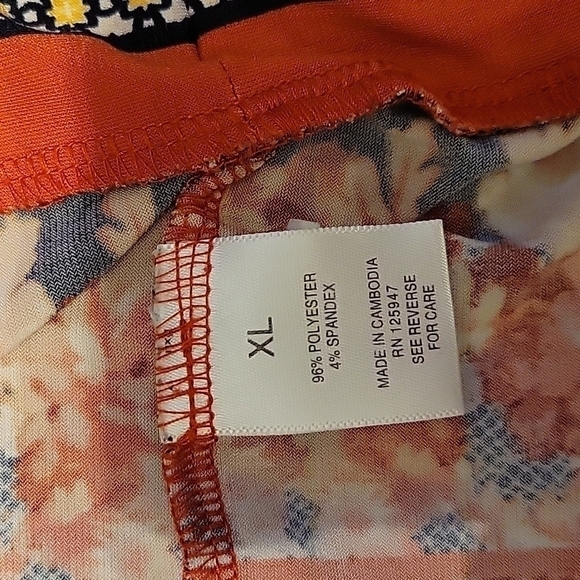 XL
96% POLYESTER
4% SPANDEX
MADE IN CAMBODIA
RN 125947
SEE REVERSE
FOR CARE